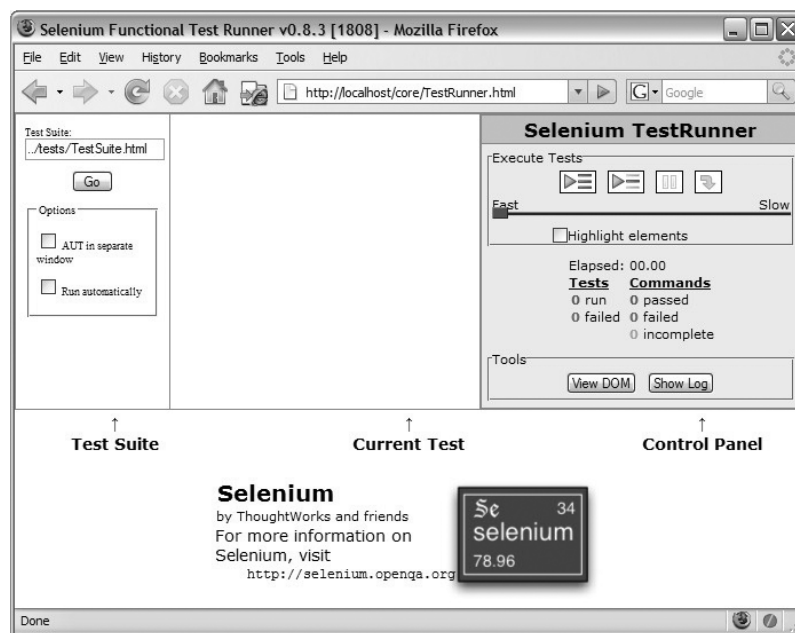 Selenium Functional Test Runner v0.8.3 [1808] - Mozilla Firefox
File Edit View History Bookmarks Tools Help
http://localhost/core/TestRunner.html
G Google
Test Suite:
../tests/TestSuite.html
Go
Options
AUT in separate
window
Run automatically
Selenium TestRunner
Execute Tests
Fast Slow
Highlight elements
Elapsed: 00.00
Tests Commands
0 run 0 passed
0 failed 0 failed
0 incomplete
Tools
View DOM Show Log
↑ ↑ ↑
Test Suite Current Test Control Panel
Selenium
by ThoughtWorks and friends
For more information on
Selenium, visit
http://selenium.openqa.org
Se 34
selenium
78.96
Done